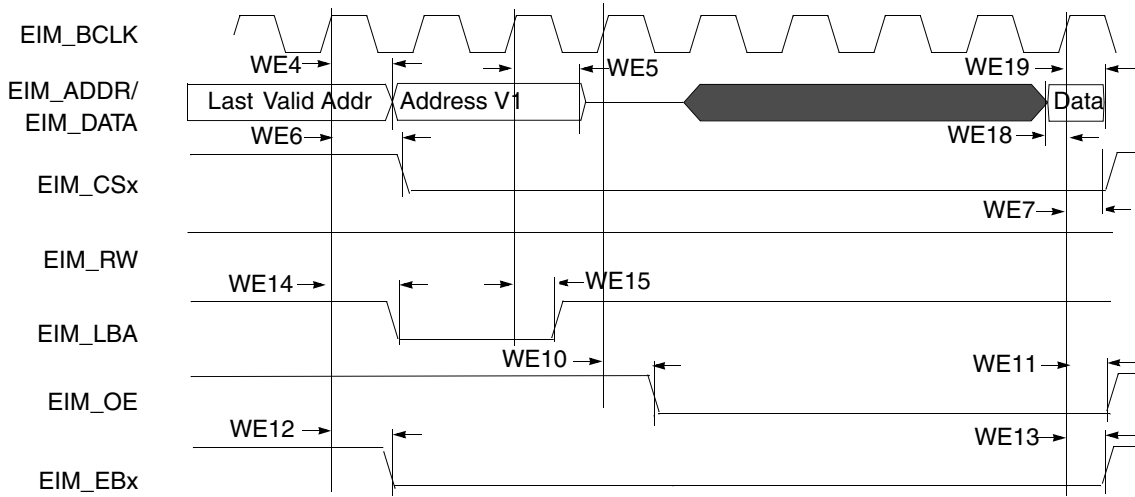 EIM_BCLK
WE4
WE5
WE19
EIM_ADDR/
EIM_DATA
Last Valid Addr
Address V1
Data
WE6
WE18
EIM_CSx
WE7
EIM_RW
WE14
WE15
EIM_LBA
WE10
WE11
EIM_OE
WE12
WE13
EIM_EBx